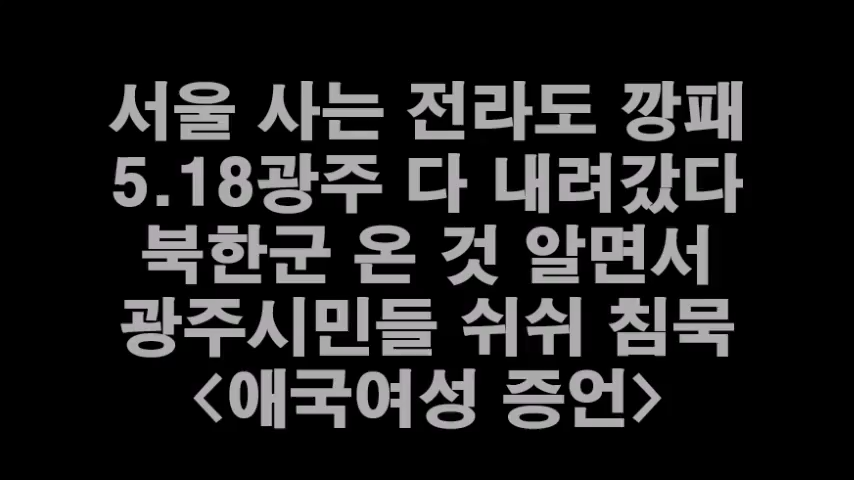 서울 사는 전라도 깡패
5.18광주 다 내려갔다
북한군 온 것 알면서
광주시민들 쉬쉬 침묵
<애국여성 증언>